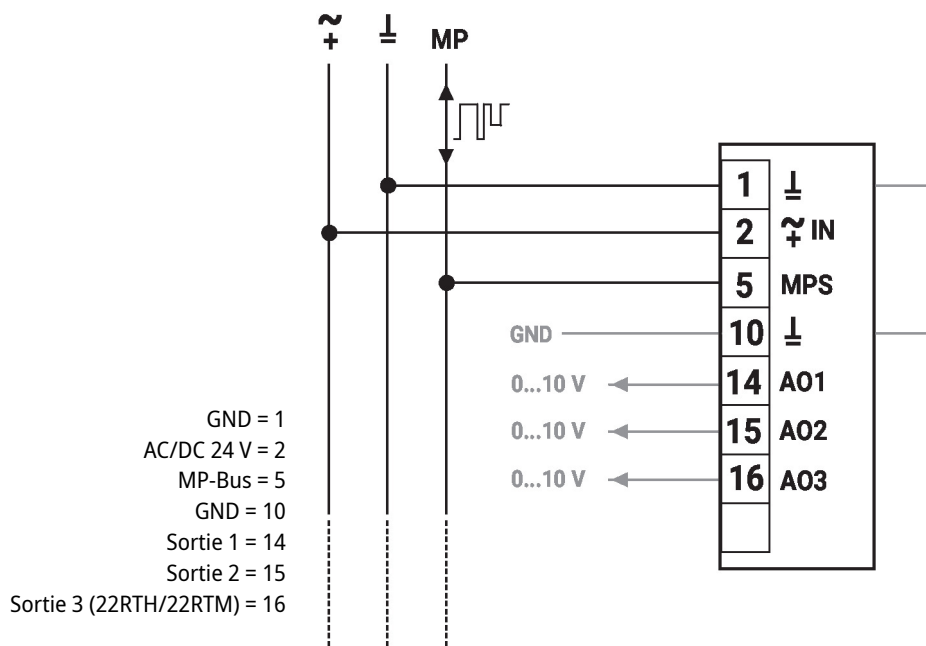 ~ + ⊥ MP
1 ⊥
2 ~ + IN
5 MPS
GND 10 ⊥
0...10 V 14 AO1
0...10 V 15 AO2
0...10 V 16 AO3
GND = 1
AC/DC 24 V = 2
MP-Bus = 5
GND = 10
Sortie 1 = 14
Sortie 2 = 15
Sortie 3 (22RTH/22RTM) = 16